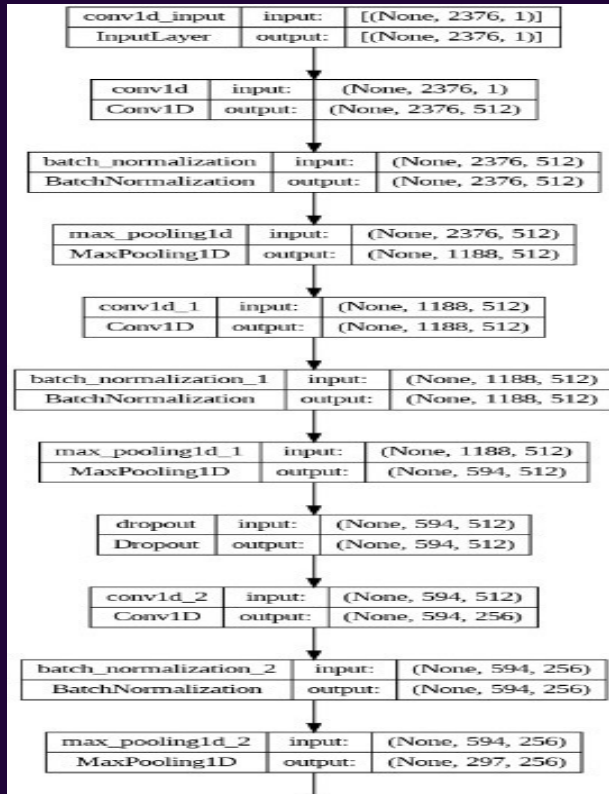 conv1d_input input: [(None, 2376, 1)]
InputLayer output: [(None, 2376, 1)]
conv1d input: (None, 2376, 1)
Conv1D output: (None, 2376, 512)
batch_normalization input: (None, 2376, 512)
BatchNormalization output: (None, 2376, 512)
max_pooling1d input: (None, 2376, 512)
MaxPooling1D output: (None, 1188, 512)
conv1d_1 input: (None, 1188, 512)
Conv1D output: (None, 1188, 512)
batch_normalization_1 input: (None, 1188, 512)
BatchNormalization output: (None, 1188, 512)
max_pooling1d_1 input: (None, 1188, 512)
MaxPooling1D output: (None, 594, 512)
dropout input: (None, 594, 512)
Dropout output: (None, 594, 512)
conv1d_2 input: (None, 594, 512)
Conv1D output: (None, 594, 256)
batch_normalization_2 input: (None, 594, 256)
BatchNormalization output: (None, 594, 256)
max_pooling1d_2 input: (None, 594, 256)
MaxPooling1D output: (None, 297, 256)